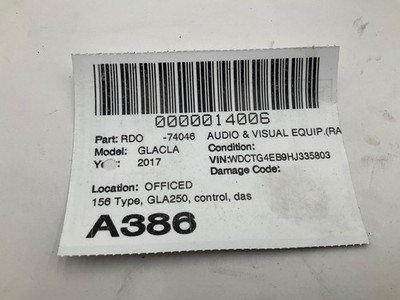 0000014006
Part: RDO -74046 AUDIO & VISUAL EQUIP.(RA
Model: GLACLA Condition:
Year: 2017 VIN:WDCTG4EB9HJ335803
Damage Code:
Location: OFFICED
156 Type, GLA250, control, das
A386